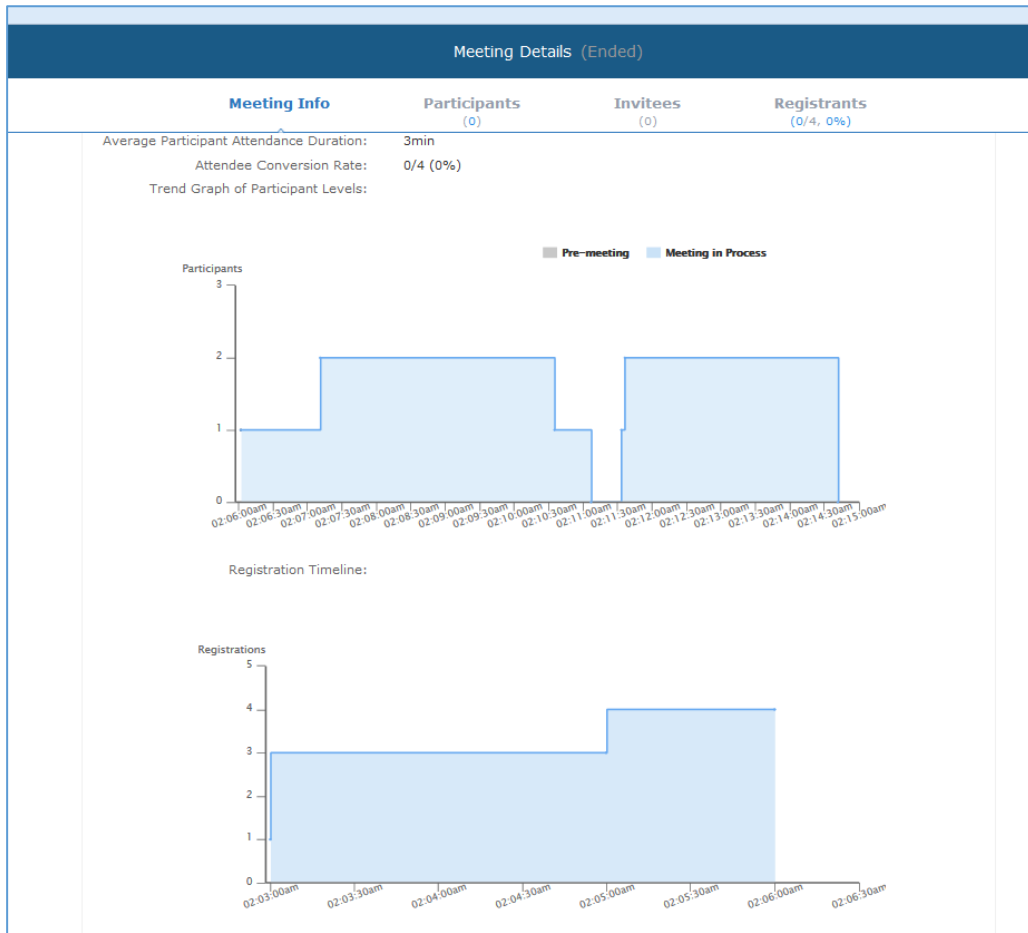 Meeting Details (Ended)
Meeting Info Participants Invitees Registrants
(0) (0) (0/4, 0%)
Average Participant Attendance Duration: 3min
Attendee Conversion Rate: 0/4 (0%)
Trend Graph of Participant Levels:
Pre-meeting Meeting in Process
Participants
3
2
1
0
02:06:00am 02:06:30am 02:07:00am 02:07:30am 02:08:00am 02:08:30am 02:09:00am 02:09:30am 02:10:00am 02:10:30am 02:11:00am 02:11:30am 02:12:00am 02:12:30am 02:13:00am 02:13:30am 02:14:00am 02:14:30am 02:15:00am
Registration Timeline:
Registrations
5
4
3
2
1
0
02:03:00am 02:03:30am 02:04:00am 02:04:30am 02:05:00am 02:05:30am 02:06:00am 02:06:30am